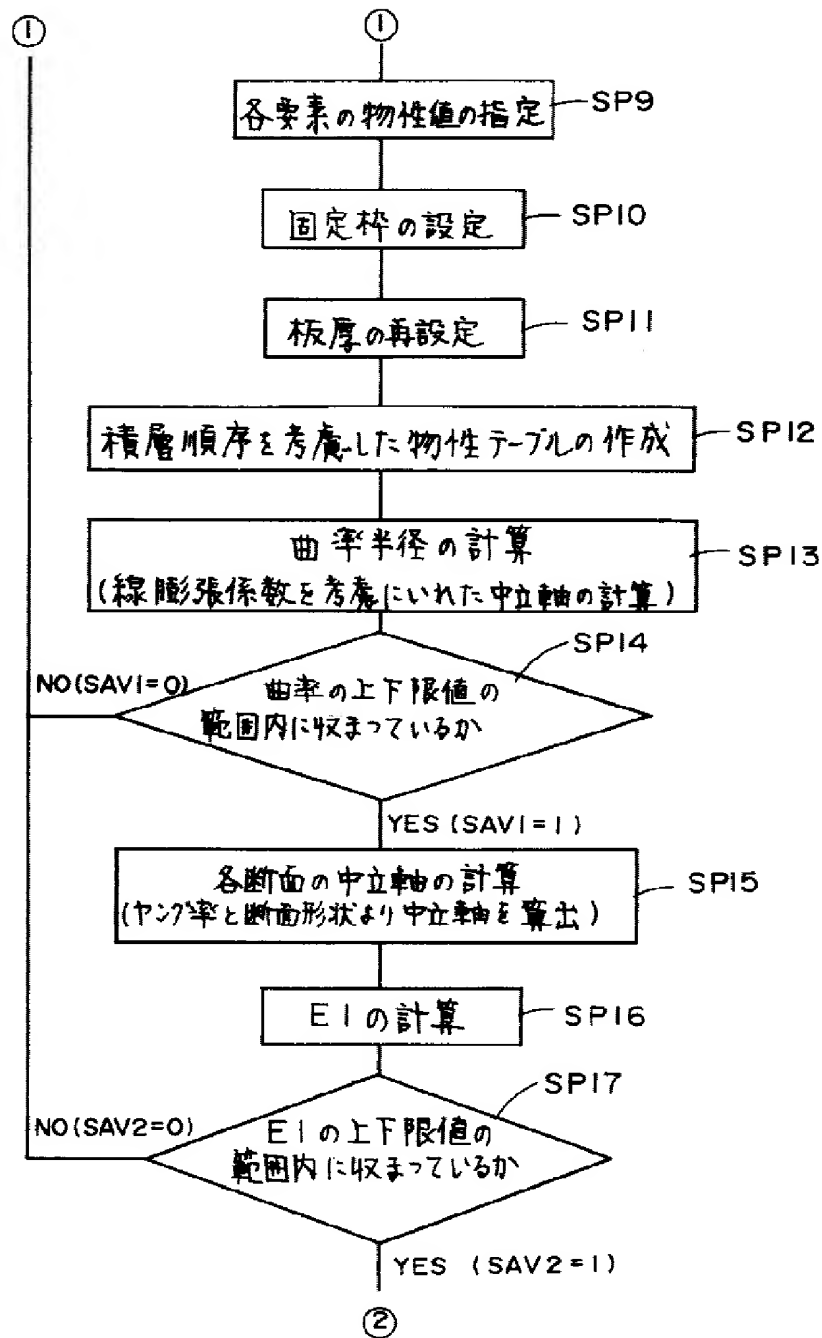 ①
①
各要素の物性値の指定
SP9
固定枠の設定
SP10
板厚の再設定
SP11
積層順序を考慮した物性テーブルの作成
SP12
曲率半径の計算
(線膨張係数を考慮にいれた中立軸の計算)
SP13
SP14
NO(SAV1=0)
曲率の上下限値の
範囲内に収まっているか
YES (SAV1=1)
各断面の中立軸の計算
(ヤング率と断面形状より中立軸を算出)
SP15
EIの計算
SP16
SP17
NO(SAV2=0)
EIの上下限値の
範囲内に収まっているか
YES (SAV2=1)
②